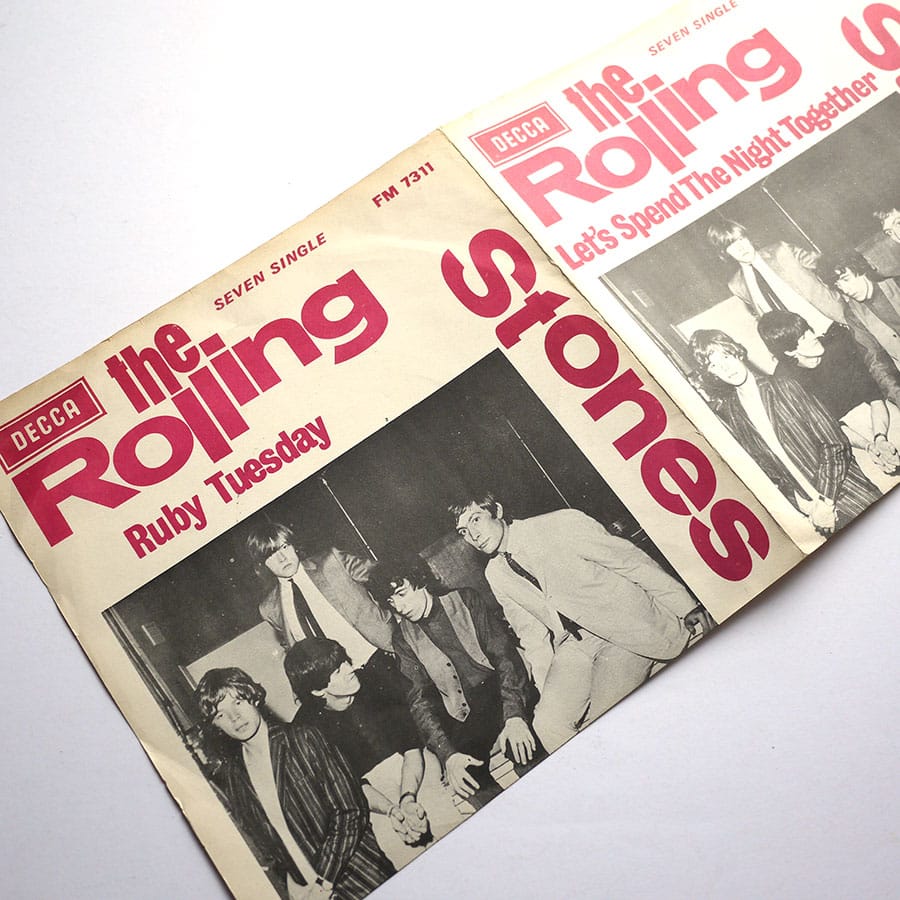 FM 7311
SEVEN SINGLE
DECCA
the
Rolling
Stones
Ruby Tuesday
SEVEN SINGLE
DECCA
the
Rolling
S
Let's Spend The Night Together